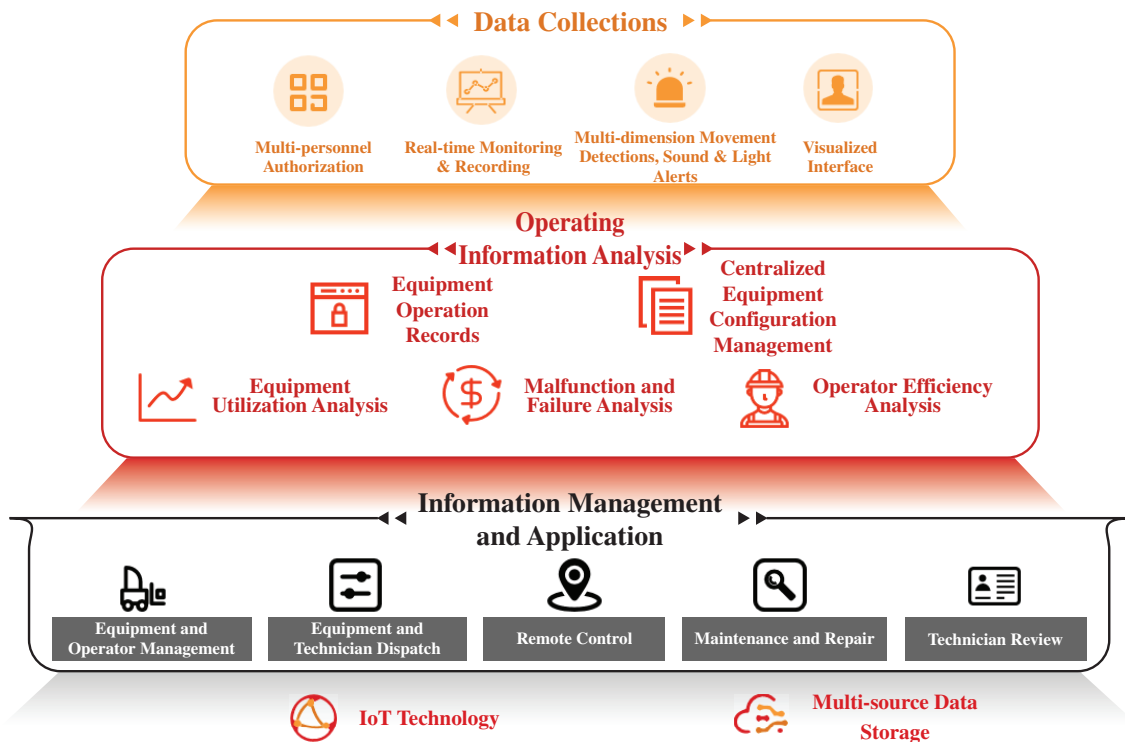 Data Collections
Multi-personnel
Authorization
Real-time Monitoring
& Recording
Multi-dimension Movement
Detections, Sound & Light
Alerts
Visualized
Interface
Operating
Information Analysis
Equipment
Operation
Records
Centralized
Equipment
Configuration
Management
Equipment
Utilization Analysis
Malfunction and
Failure Analysis
Operator Efficiency
Analysis
Information Management
and Application
Equipment and
Operator Management
Equipment and
Technician Dispatch
Remote Control
Maintenance and Repair
Technician Review
IoT Technology
Multi-source Data
Storage